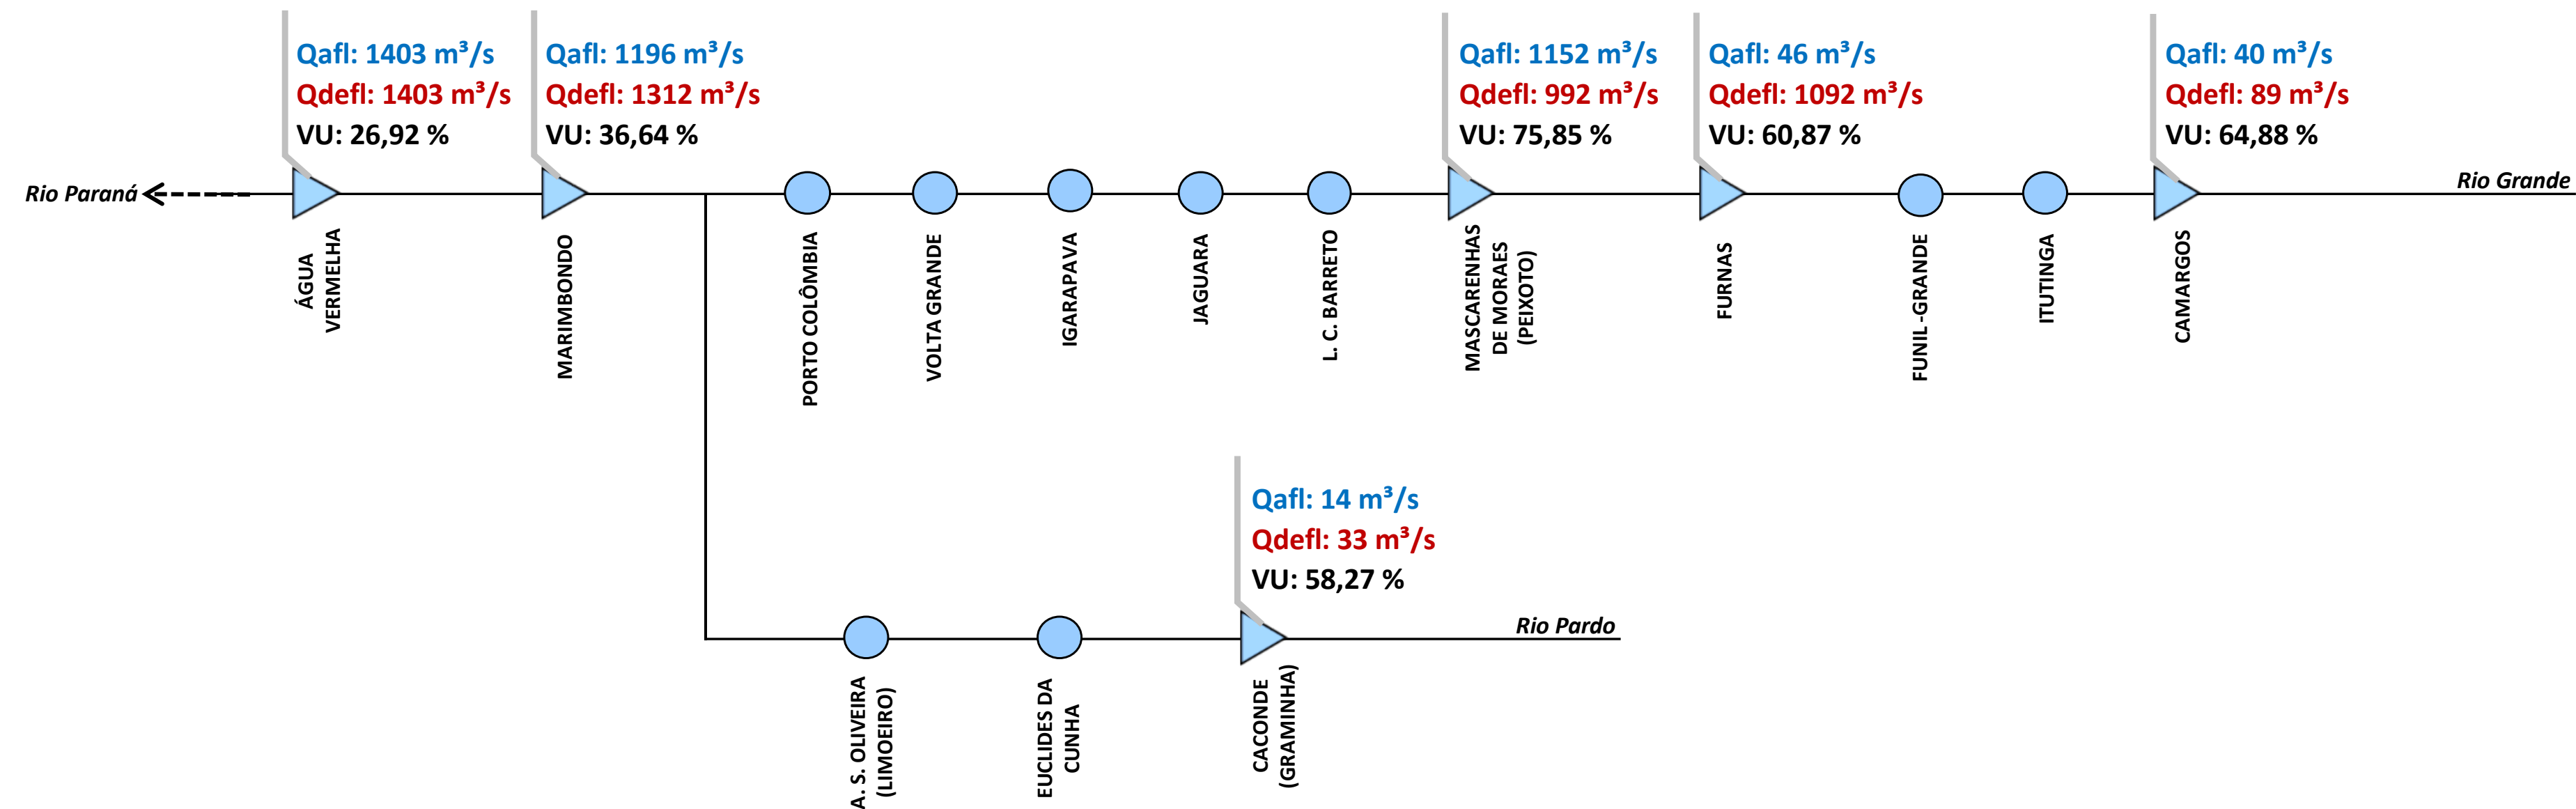 Qafl: 1403 m³/s
Qdefl: 1403 m³/s
VU: 26,92 %
Qafl: 1196 m³/s
Qdefl: 1312 m³/s
VU: 36,64 %
Qafl: 1152 m³/s
Qdefl: 992 m³/s
VU: 75,85 %
Qafl: 46 m³/s
Qdefl: 1092 m³/s
VU: 60,87 %
Qafl: 40 m³/s
Qdefl: 89 m³/s
VU: 64,88 %
Rio Paraná
Rio Grande
ÁGUA
VERMRLHA
MARIMBONDO
PORTO COLÔMBIA
VOLTA GRANDE
IGARAPAVA
JAGUARA
L. C. BARRETO
MASCARENHAS
DE MORAES
(PEIXOTO)
FURNAS
FUNIL -GRANDE
ITUTINGA
CAMARGOS
Qafl: 14 m³/s
Qdefl: 33 m³/s
VU: 58,27 %
Rio Pardo
A. S. OLIVEIRA
(LIMOEIRO)
EUCLIDES DA
CUNHA
CACONDE
(GRAMINHA)